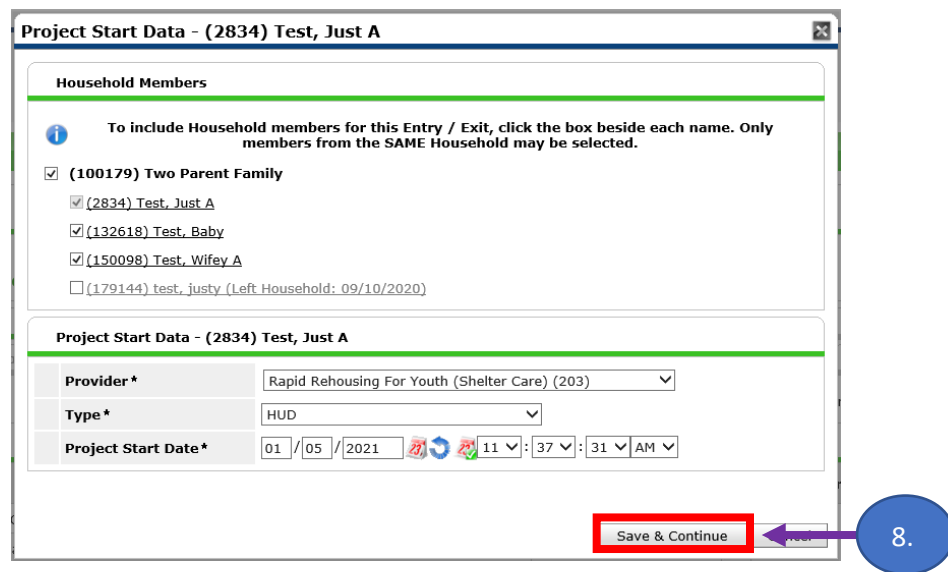 Project Start Data - (2834) Test, Just A
Household Members
To include Household members for this Entry / Exit, click the box beside each name. Only
members from the SAME Household may be selected.
(100179) Two Parent Family
(2834) Test, Just A
(132618) Test, Baby
(150098) Test, Wifey A
(179144) test, justy (Left Household: 09/10/2020)
Project Start Data - (2834) Test, Just A
Provider* Rapid Rehousing For Youth (Shelter Care) (203)
Type* HUD
Project Start Date* 01 / 05 / 2021 23 23 11 : 37 : 31 AM
Save & Continue 8.